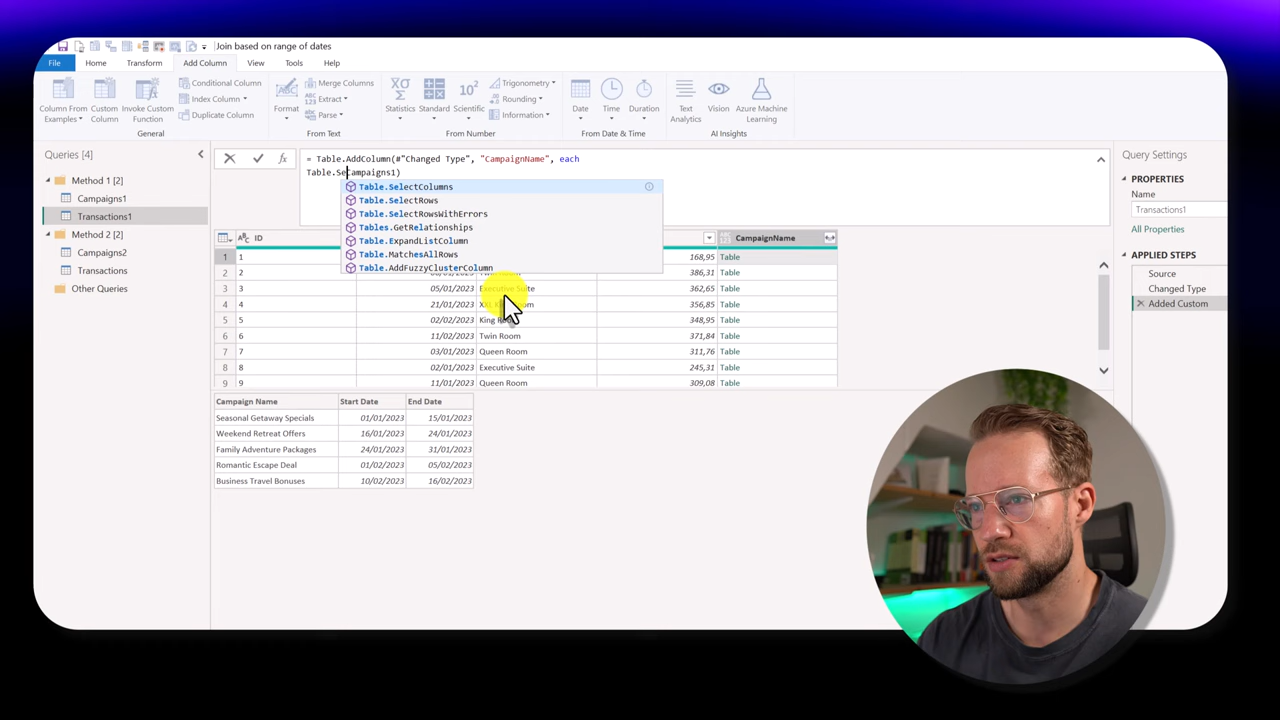 Join based on range of dates
File Home Transform Add Column View Tools Help
Column From Examples
Custom Column
Invoke Custom Function
Conditional Column
Index Column
Duplicate Column
General
Format
Merge Columns
Extract
Parse
From Text
Statistics
Standard
Scientific
Trigonometry
Rounding
Information
From Number
Date
Time
Duration
From Date & Time
Text Analytics
Vision
Azure Machine Learning
AI Insights
Queries [4]
Method 1 [2]
Campaigns1
Transactions1
Method 2 [2]
Campaigns2
Transactions
Other Queries
= Table.AddColumn(#"Changed Type", "CampaignName", each
Table.SeCampaigns1)
Table.SelectColumns
Table.SelectRows
Table.SelectRowsWithErrors
Tables.GetRelationships
Table.ExpandListColumn
Table.MatchesAllRows
Table.AddFuzzyClusterColumn
ID CampaignName
1 1 168,95 Table
2 2 386,31 Table
3 3 05/01/2023 Executive Suite 362,65 Table
4 4 21/01/2023 356,85 Table
5 5 02/02/2023 King 348,95 Table
6 6 11/02/2023 Twin Room 371,84 Table
7 7 03/01/2023 Queen Room 311,76 Table
8 8 02/01/2023 Executive Suite 245,31 Table
9 9 11/01/2023 Queen Room 309,08 Table
Campaign Name Start Date End Date
Seasonal Getaway Specials 01/01/2023 15/01/2023
Weekend Retreat Offers 16/01/2023 24/01/2023
Family Adventure Packages 24/01/2023 31/01/2023
Romantic Escape Deal 01/02/2023 05/02/2023
Business Travel Bonuses 10/02/2023 16/02/2023
Query Settings
PROPERTIES
Name
Transactions1
All Properties
APPLIED STEPS
Source
Changed Type
Added Custom